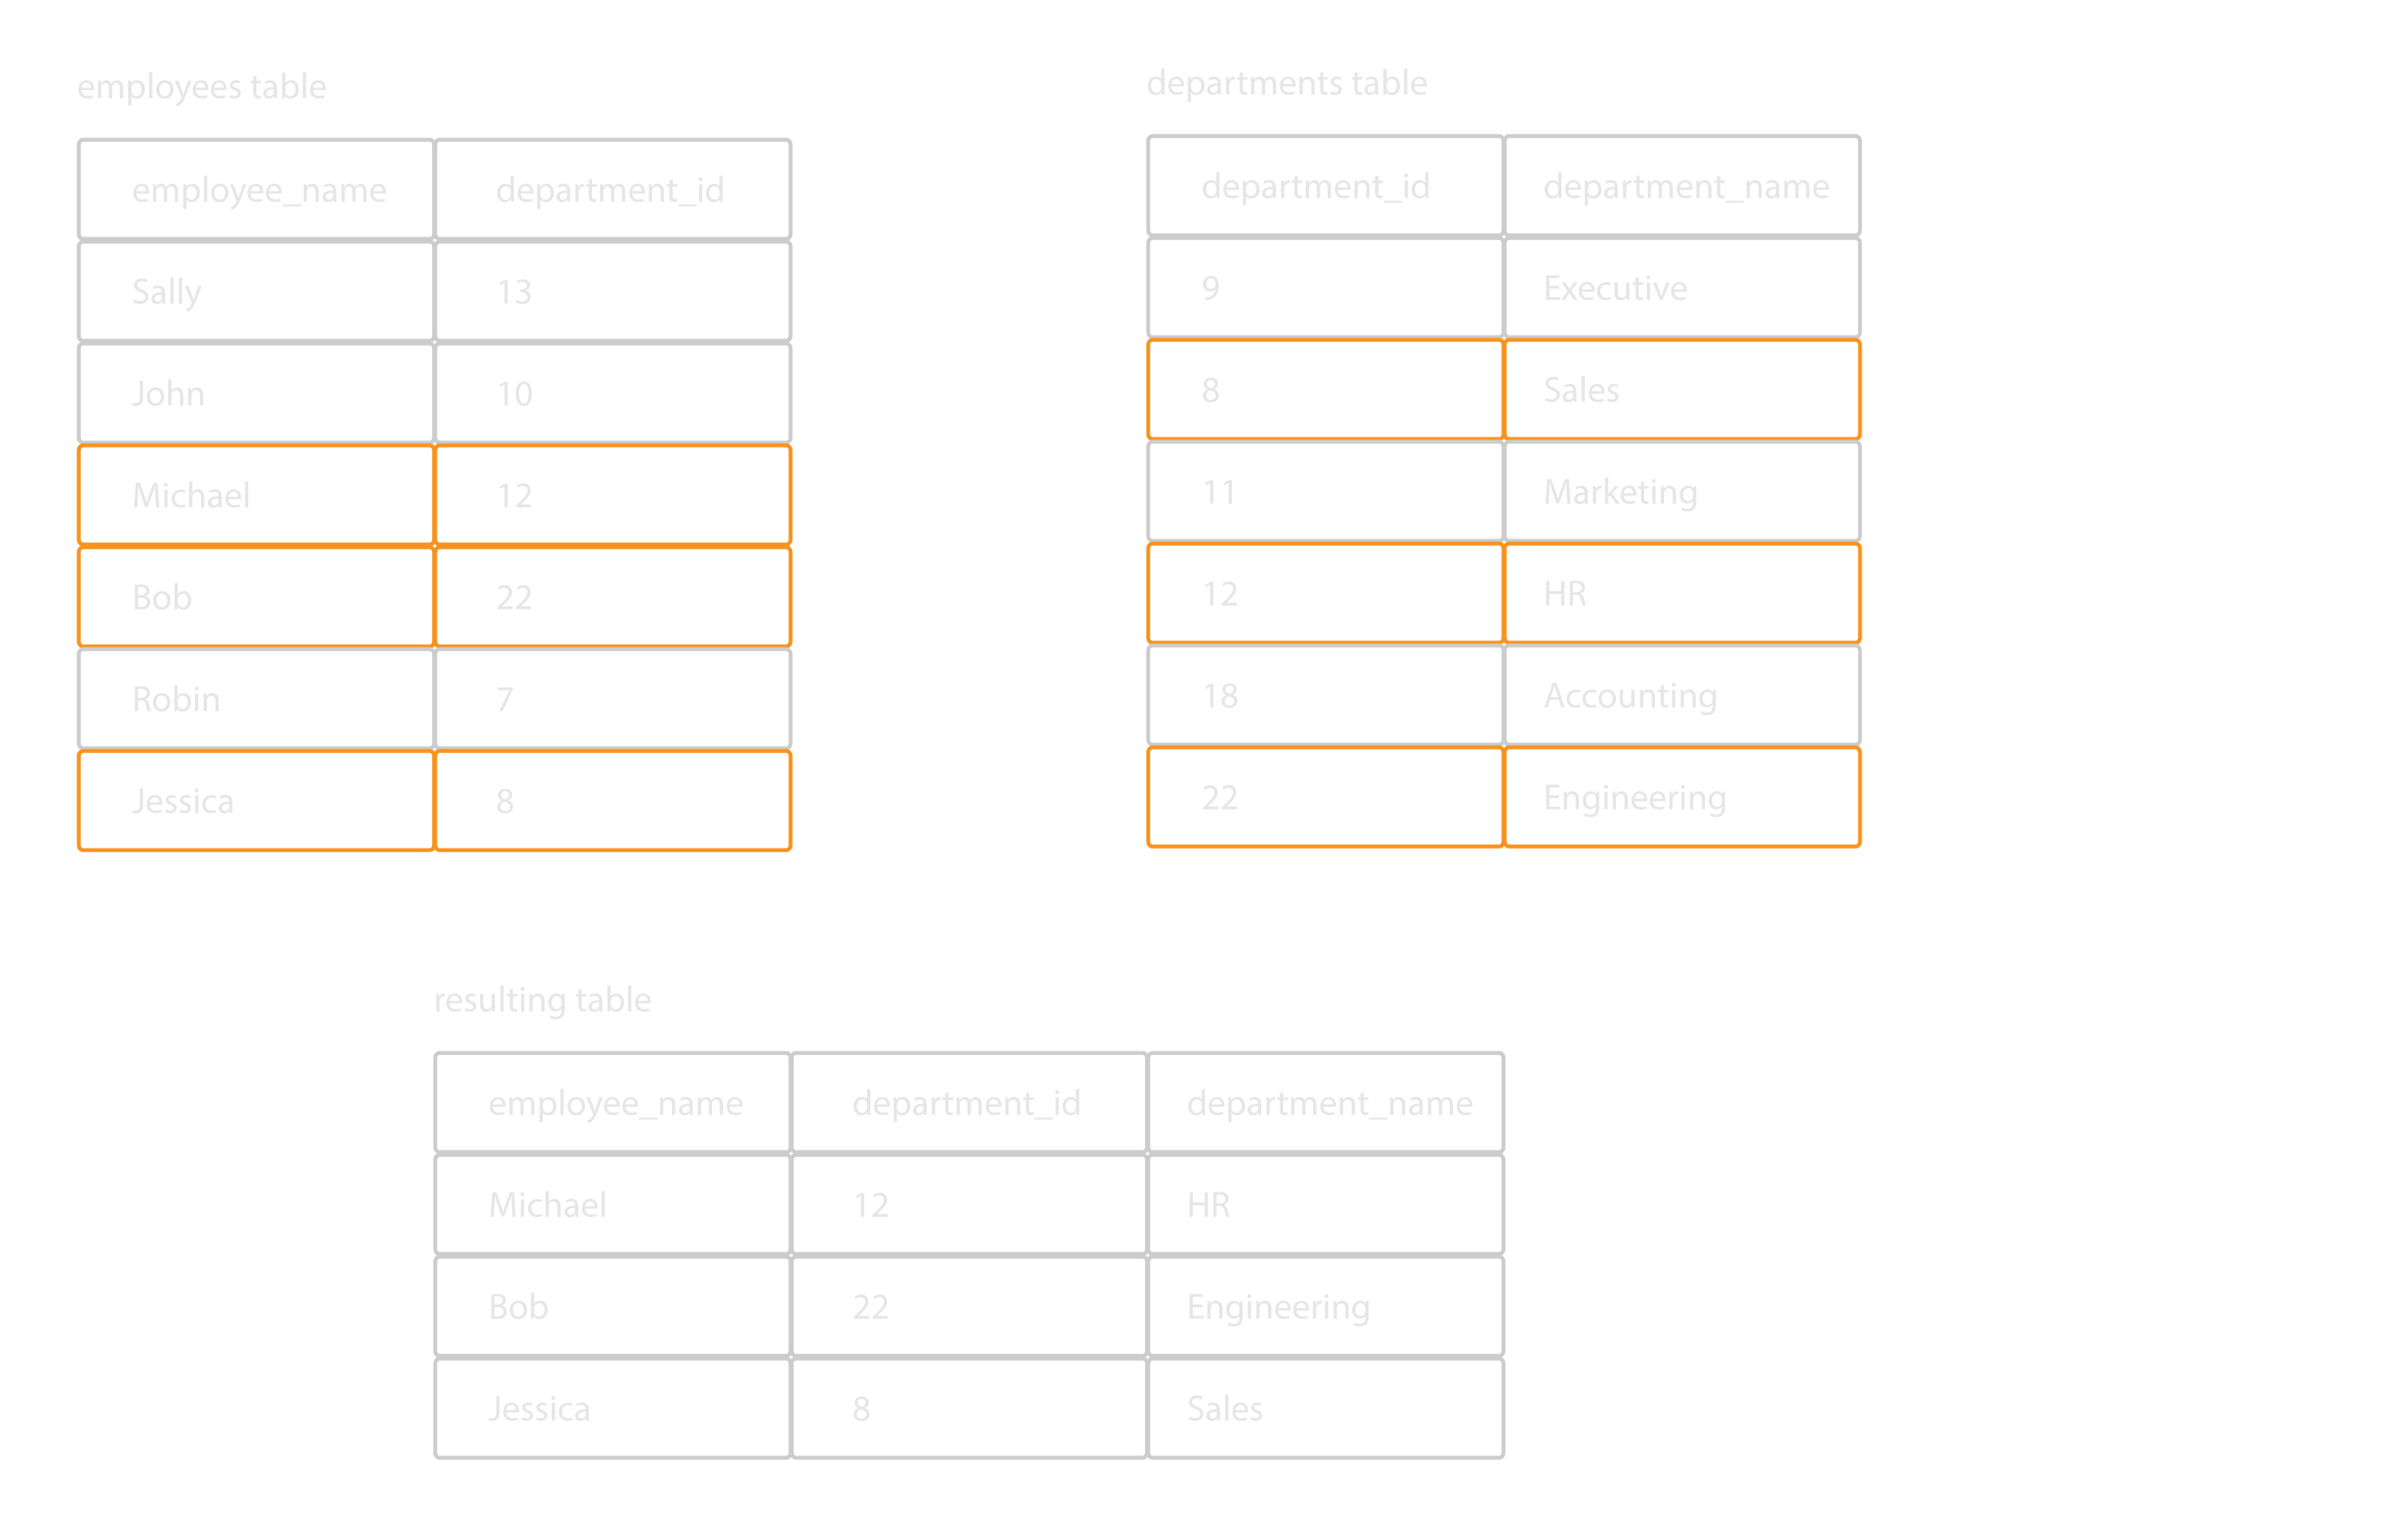 employees table
employee_name department_id
Sally 13
John 10
Michael 12
Bob 22
Robin 7
Jessica 8
departments table
department_id department_name
9 Executive
8 Sales
11 Marketing
12 HR
18 Accounting
22 Engineering
resulting table
employee_name department_id department_name
Michael 12 HR
Bob 22 Engineering
Jessica 8 Sales